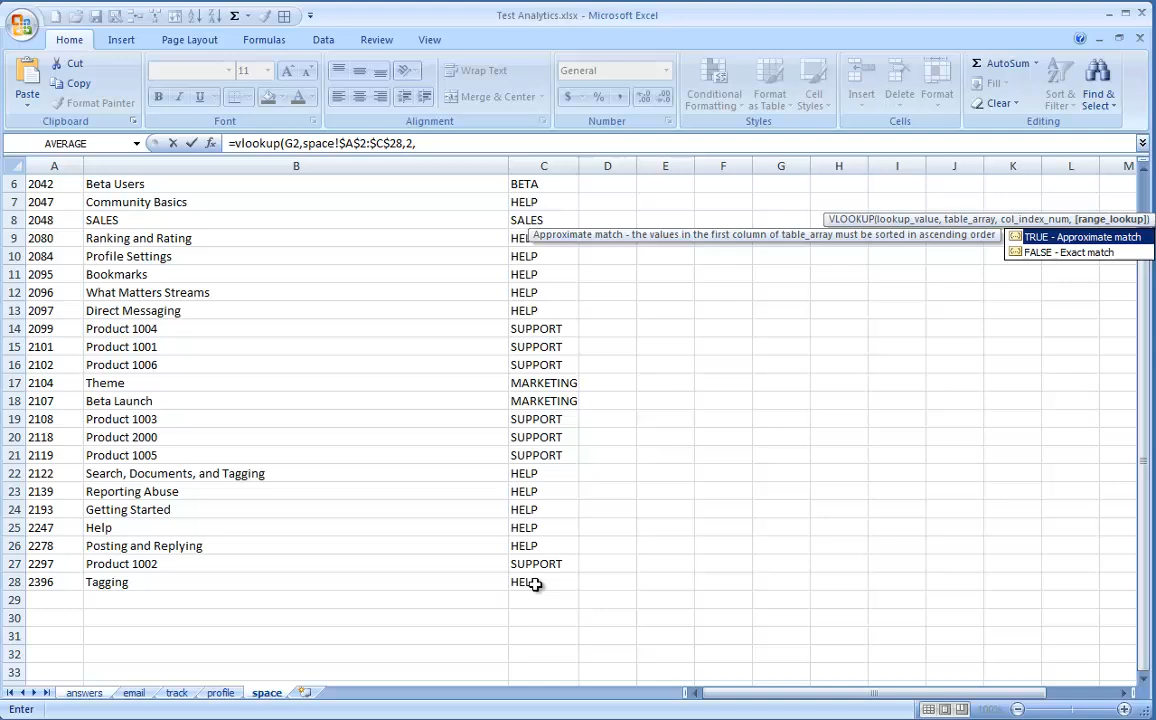 Test Analytics.xlsx - Microsoft Excel
Home Insert Page Layout Formulas Data Review View
Paste
Cut
Copy
Format Painter
Clipboard
11
B I U
Font
Wrap Text
Merge & Center
Alignment
General
$ % ,
Number
Conditional Formatting
Format as Table
Cell Styles
Styles
Insert Delete Format
Cells
Σ AutoSum
Fill
Clear
Sort & Filter
Find & Select
Editing
AVERAGE fx =vlookup(G2,space!$A$2:$C$28,2,
A B C D E F G H I J K L M
6 2042 Beta Users BETA
7 2047 Community Basics HELP
8 2048 SALES SALES
VLOOKUP(lookup_value, table_array, col_index_num, [range_lookup])
9 2080 Ranking and Rating
Approximate match - the values in the first column of table_array must be sorted in ascending order
TRUE - Approximate match
FALSE - Exact match
10 2084 Profile Settings HELP
11 2095 Bookmarks HELP
12 2096 What Matters Streams HELP
13 2097 Direct Messaging HELP
14 2099 Product 1004 SUPPORT
15 2101 Product 1001 SUPPORT
16 2102 Product 1006 SUPPORT
17 2104 Theme MARKETING
18 2107 Beta Launch MARKETING
19 2108 Product 1003 SUPPORT
20 2118 Product 2000 SUPPORT
21 2119 Product 1005 SUPPORT
22 2122 Search, Documents, and Tagging HELP
23 2139 Reporting Abuse HELP
24 2193 Getting Started HELP
25 2247 Help HELP
26 2278 Posting and Replying HELP
27 2297 Product 1002 SUPPORT
28 2396 Tagging HELP
29
30
31
32
33
answers email track profile space
Enter 100%